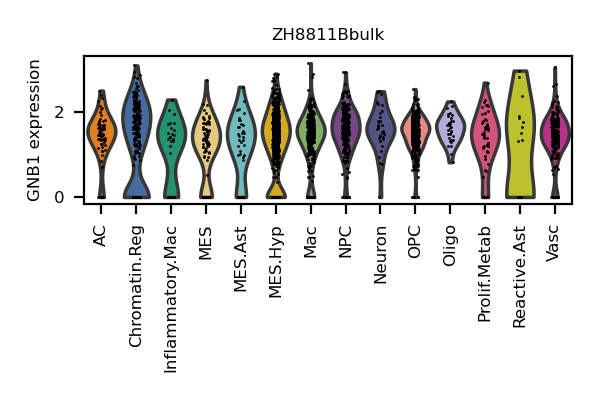 ZH8811Bbulk
GNB1 expression
2
0
AC
Chromatin.Reg
Inflammatory.Mac
MES
MES.Ast
MES.Hyp
Mac
NPC
Neuron
OPC
Oligo
Prolif.Metab
Reactive.Ast
Vasc